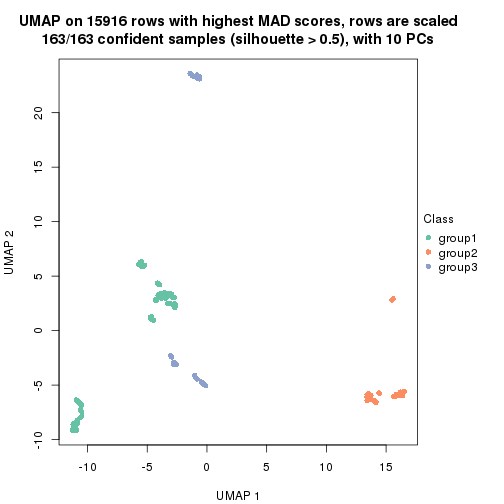 UMAP on 15916 rows with highest MAD scores, rows are scaled
163/163 confident samples (silhouette > 0.5), with 10 PCs
20
15
10
5
0
-5
-10
UMAP 2
-10 -5 0 5 10 15
UMAP 1
Class
group1
group2
group3